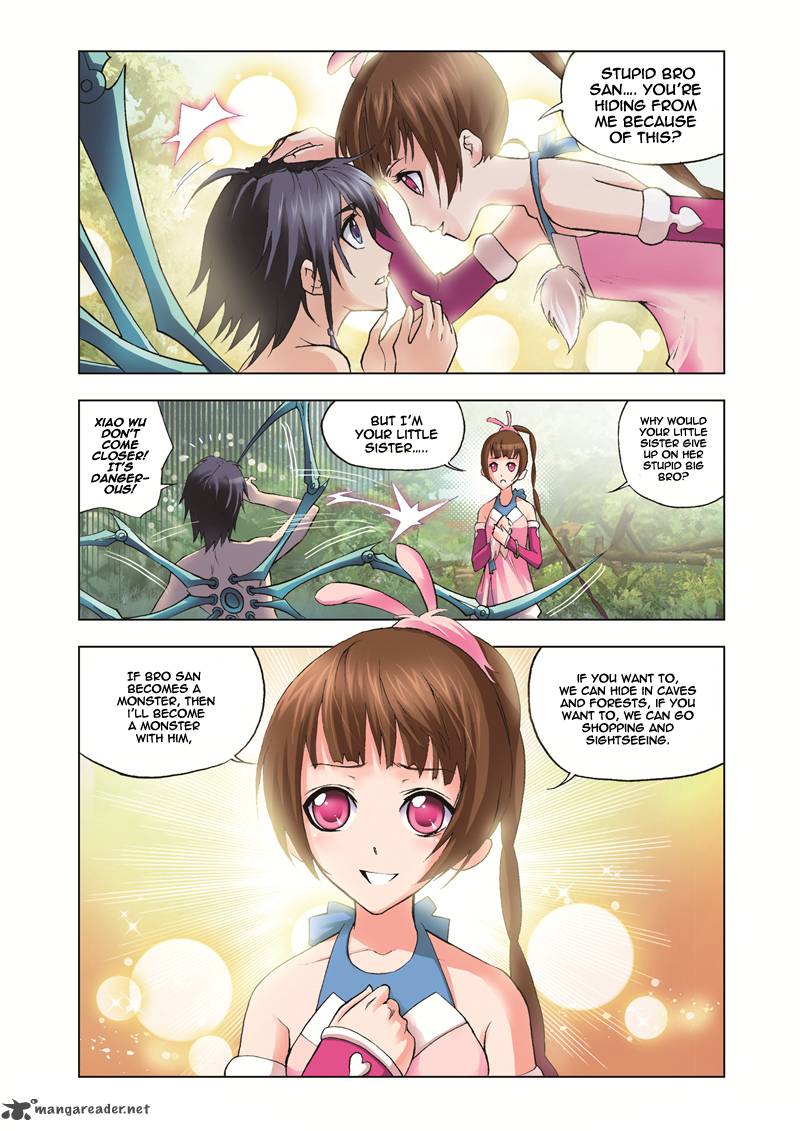 STUPID BRO
SAN.... YOU'RE
HIDING FROM
ME BECAUSE
OF THIS?
XIAO WU
DON'T
COME
CLOSER!
IT'S
DANGER-
OUS!
BUT I'M
YOUR LITTLE
SISTER.....
WHY WOULD
YOUR LITTLE
SISTER GIVE
UP ON HER
STUPID BIG
BRO?
IF BRO SAN
BECOMES A
MONSTER, THEN
I'LL BECOME
A MONSTER
WITH HIM,
IF YOU WANT TO,
WE CAN HIDE IN CAVES
AND FORESTS, IF YOU
WANT TO, WE CAN GO
SHOPPING AND
SIGHTSEEING.
mangareader.net